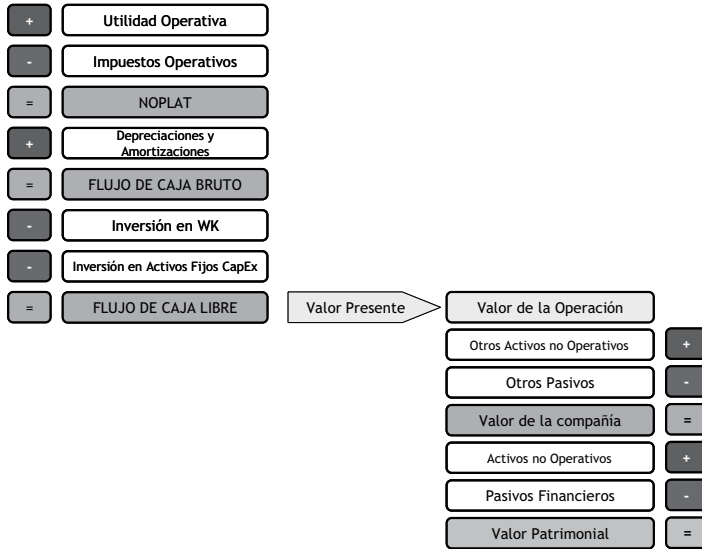 + Utilidad Operativa
- Impuestos Operativos
= NOPLAT
+ Depreciaciones y
Amortizaciones
= FLUJO DE CAJA BRUTO
- Inversión en WK
- Inversión en Activos Fijos CapEx
= FLUJO DE CAJA LIBRE
Valor Presente
Valor de la Operación
Otros Activos no Operativos +
Otros Pasivos -
Valor de la compañía =
Activos no Operativos +
Pasivos Financieros -
Valor Patrimonial =